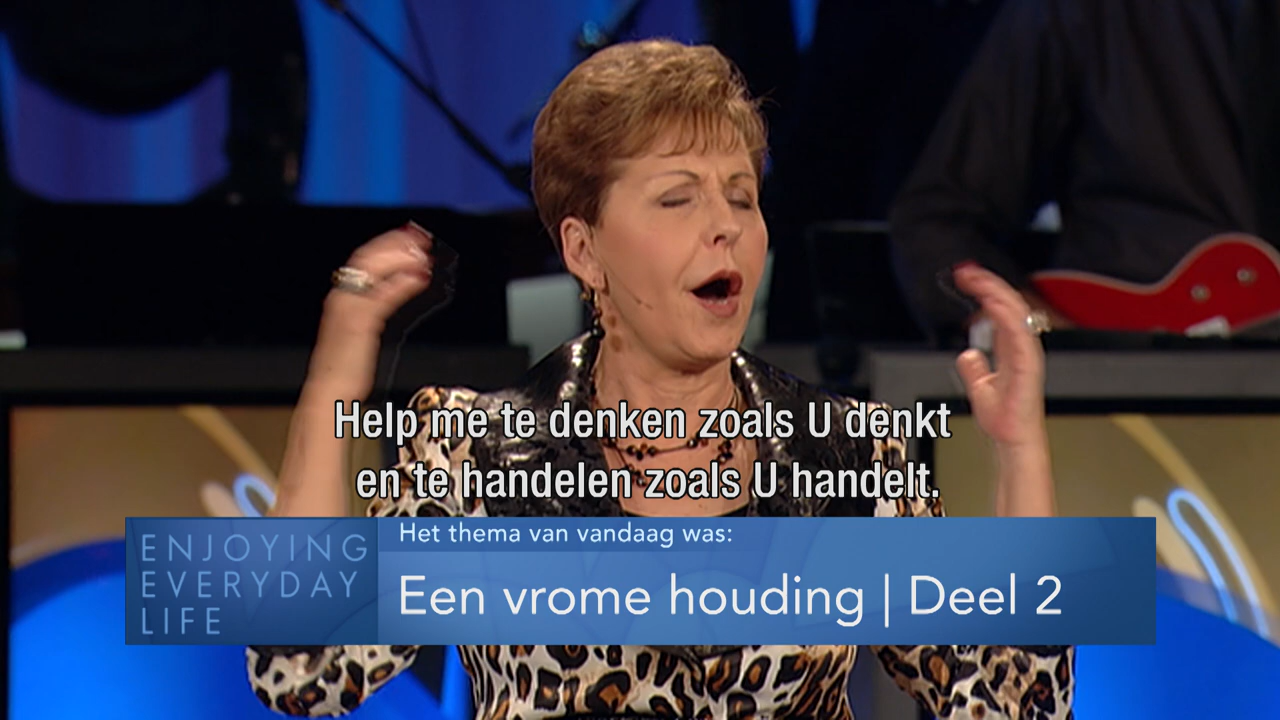 Help me te denken zoals U denkt
en te handelen zoals U handelt.
Het thema van vandaag was:
ENJOYING
EVERYDAY
LIFE
Een vrome houding | Deel 2